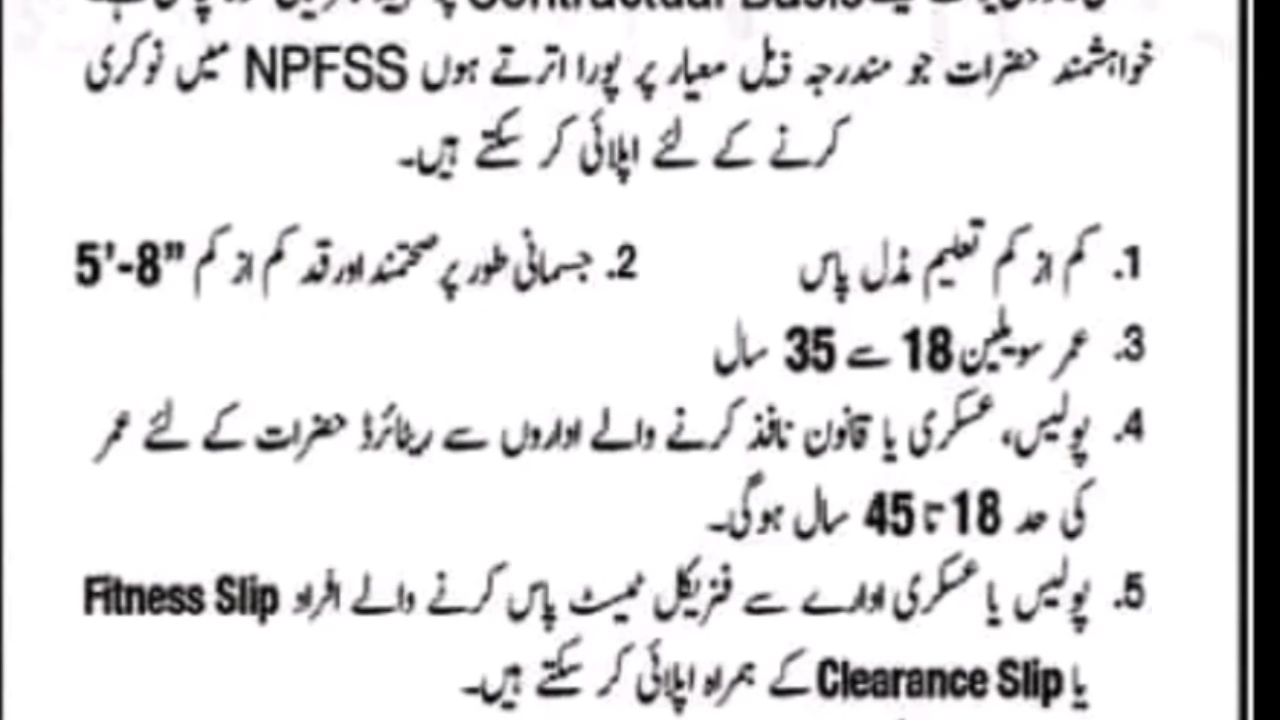 Contractual Basis
خواہشمند حضرات جو مندرجہ ذیل معیار پر پورا اترتے ہوں NPFSS میں نوکری
کرنے کے لئے اپلائی کر سکتے ہیں۔
1. کم از کم تعلیم مڈل پاس 2. جسمانی طور پر صحتمند اور قد کم از کم 5'-8”
3. عمر سویلین 18 سے 35 سال
4. پولیس، عسکری یا قانون نافذ کرنے والے اداروں سے ریٹائرڈ حضرات کے لئے عمر
کی حد 18 تا 45 سال ہوگی۔
5. پولیس یا عسکری ادارے سے فزیکل ٹیسٹ پاس کرنے والے افراد Fitness Slip
یا Clearance Slip کے ہمراہ اپلائی کر سکتے ہیں۔